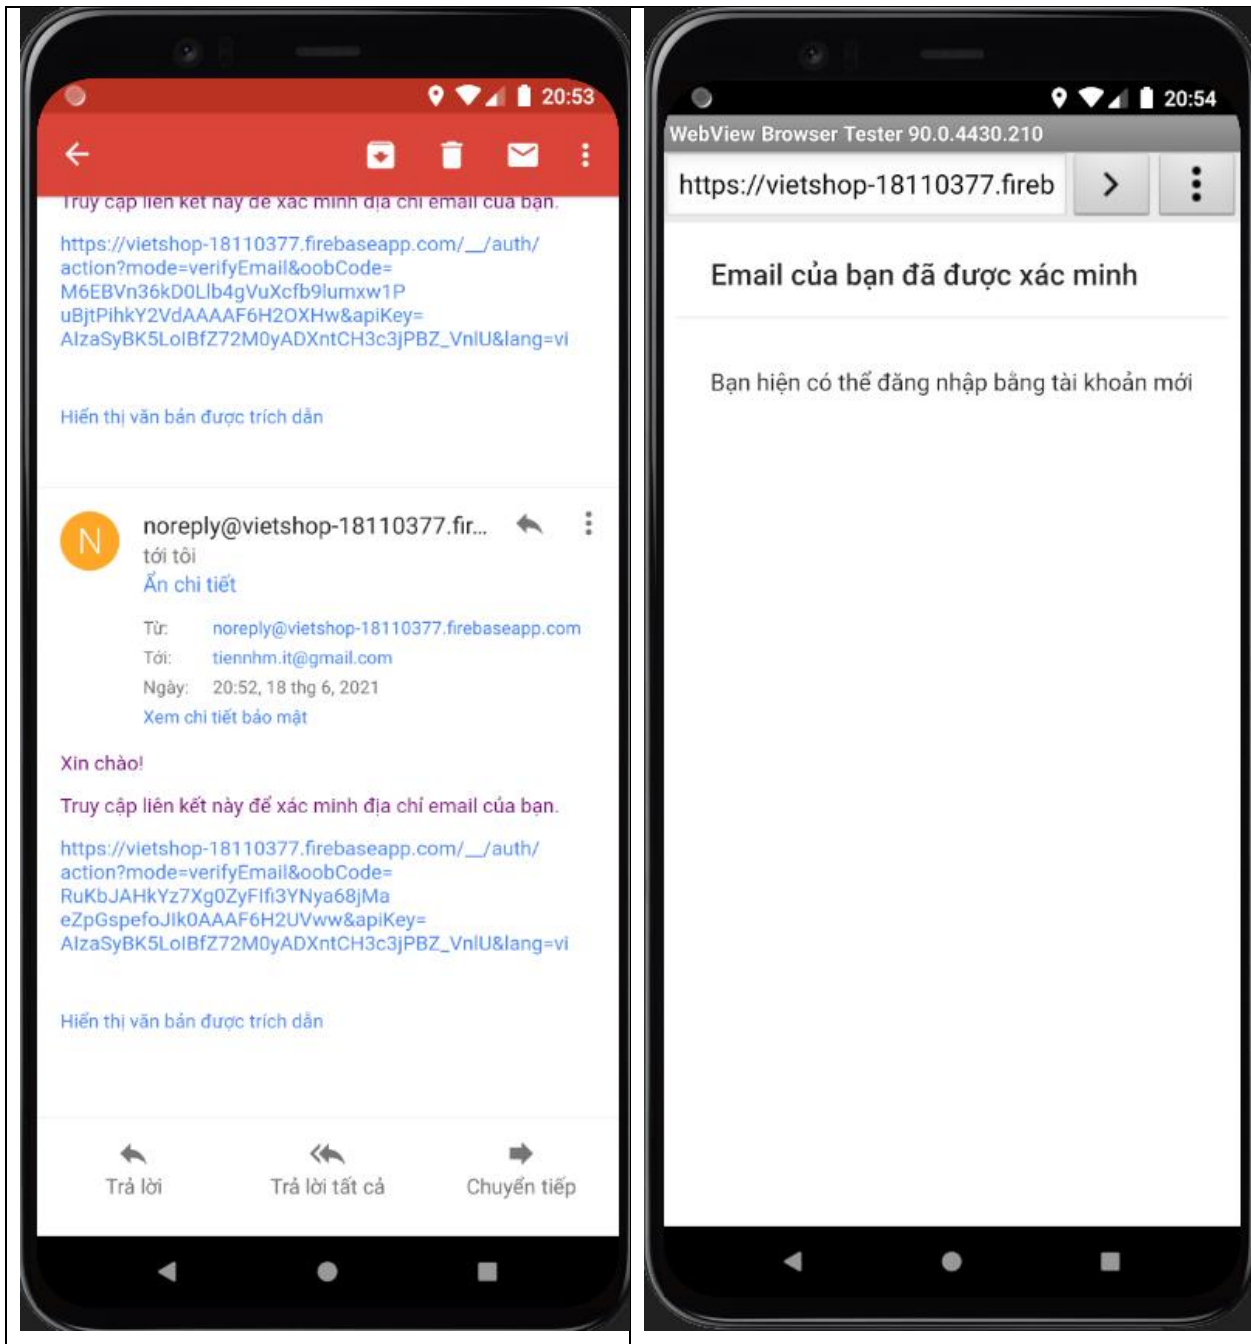 20:53
Truy cập liên kết này để xác minh địa chỉ email của bạn.
https://vietshop-18110377.firebaseapp.com/__/auth/
action?mode=verifyEmail&oobCode=
M6EBVn36kD0Llb4gVuXcfb9lumxw1P
uBjtPihkY2VdAAAAF6H2OXHw&apiKey=
AIzaSyBK5LoIBfZ72M0yADXntCH3c3jPBZ_VnlU&lang=vi
Hiển thị văn bản được trích dẫn
N
noreply@vietshop-18110377.fir...
tới tôi
Ẩn chi tiết
Từ: noreply@vietshop-18110377.firebaseapp.com
Tới: tiennhm.it@gmail.com
Ngày: 20:52, 18 thg 6, 2021
Xem chi tiết bảo mật
Xin chào!
Truy cập liên kết này để xác minh địa chỉ email của bạn.
https://vietshop-18110377.firebaseapp.com/__/auth/
action?mode=verifyEmail&oobCode=
RuKbJAHkYz7Xg0ZyFIfi3YNya68jMa
eZpGspefoJIk0AAAF6H2UVww&apiKey=
AIzaSyBK5LoIBfZ72M0yADXntCH3c3jPBZ_VnlU&lang=vi
Hiển thị văn bản được trích dẫn
Trả lời Trả lời tất cả Chuyển tiếp
20:54
WebView Browser Tester 90.0.4430.210
https://vietshop-18110377.fireb
Email của bạn đã được xác minh
Bạn hiện có thể đăng nhập bằng tài khoản mới